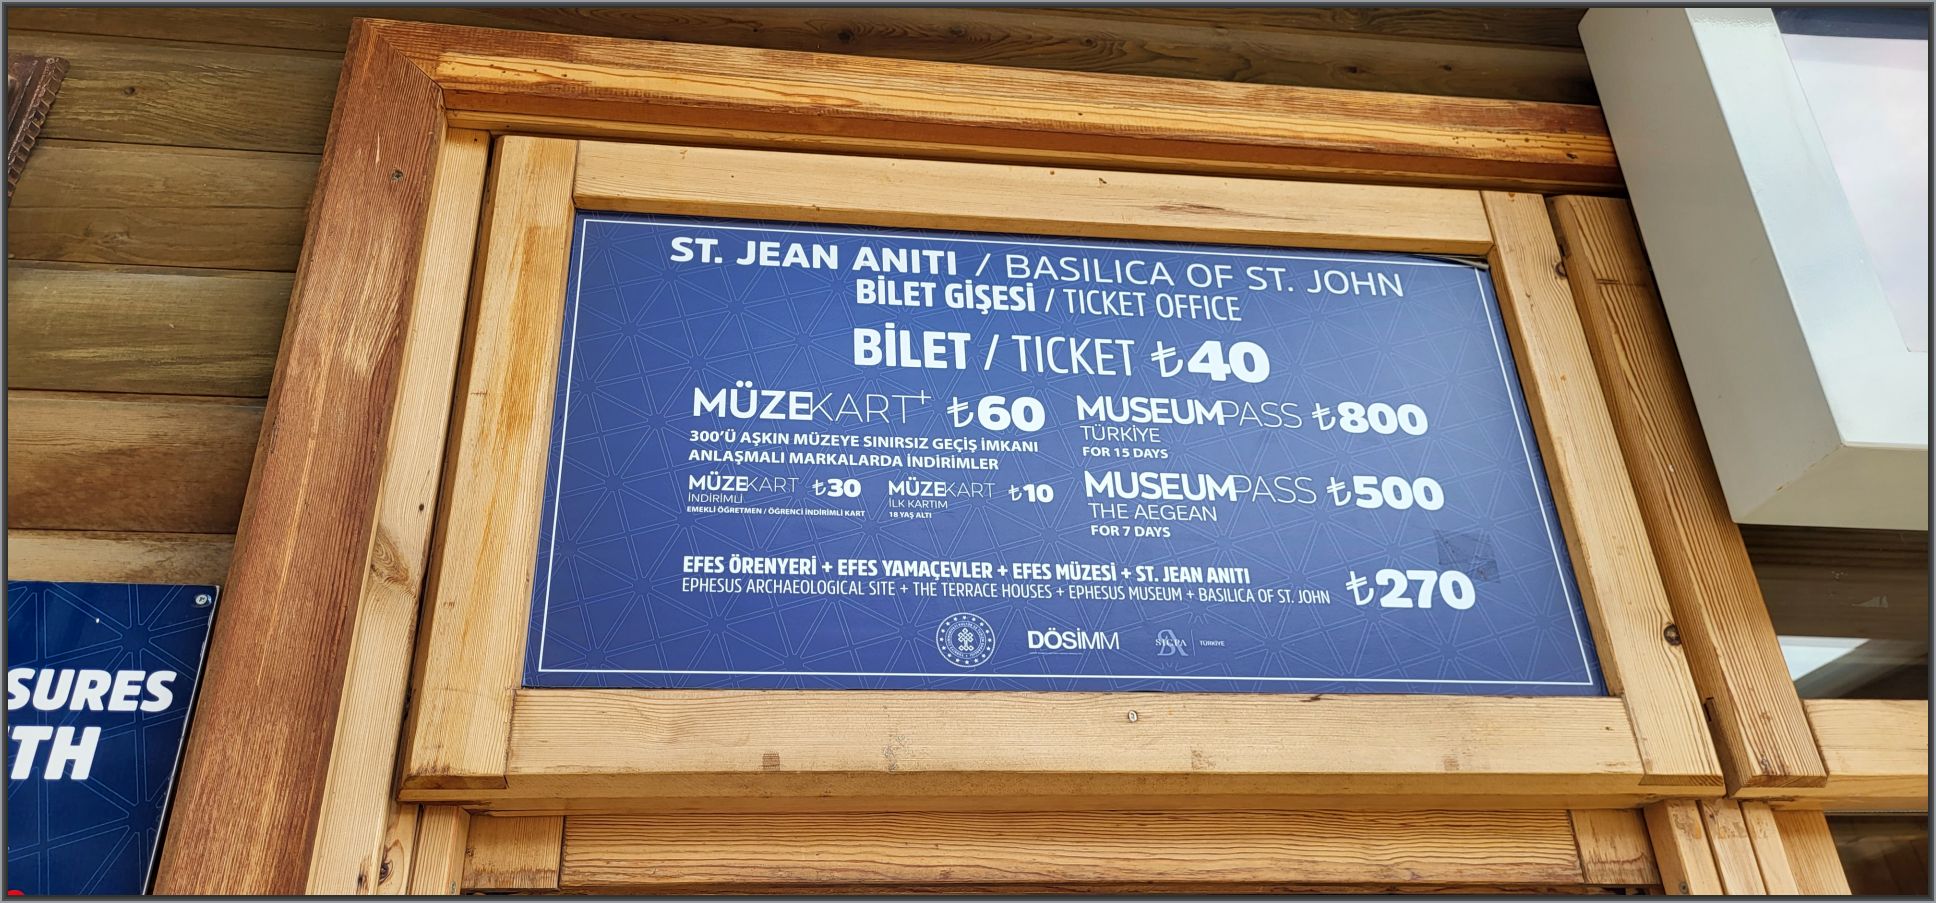 ST. JEAN ANITI / BASILICA OF ST. JOHN
BİLET GİŞESİ / TICKET OFFICE
BİLET / TICKET ₺40
MÜZEKART+ ₺60
300'Ü AŞKIN MÜZEYE SINIRSIZ GEÇİŞ İMKANI
ANLAŞMALI MARKALARDA İNDİRİMLER
MÜZEKART ₺30
İNDİRİMLİ
EMEKLİ ÖĞRETMEN / ÖĞRENCİ İNDİRİMLİ KART
MÜZEKART ₺10
İLK KARTIM
18 YAŞ ALTI
MUSEUMPASS ₺800
TÜRKİYE
FOR 15 DAYS
MUSEUMPASS ₺500
THE AEGEAN
FOR 7 DAYS
EFES ÖRENYERİ + EFES YAMAÇEVLER + EFES MÜZESİ + ST. JEAN ANITI
EPHESUS ARCHAEOLOGICAL SITE + THE TERRACE HOUSES + EPHESUS MUSEUM + BASILICA OF ST. JOHN ₺270
DÖSİMM
SICPA TÜRKİYE
SURES
TH